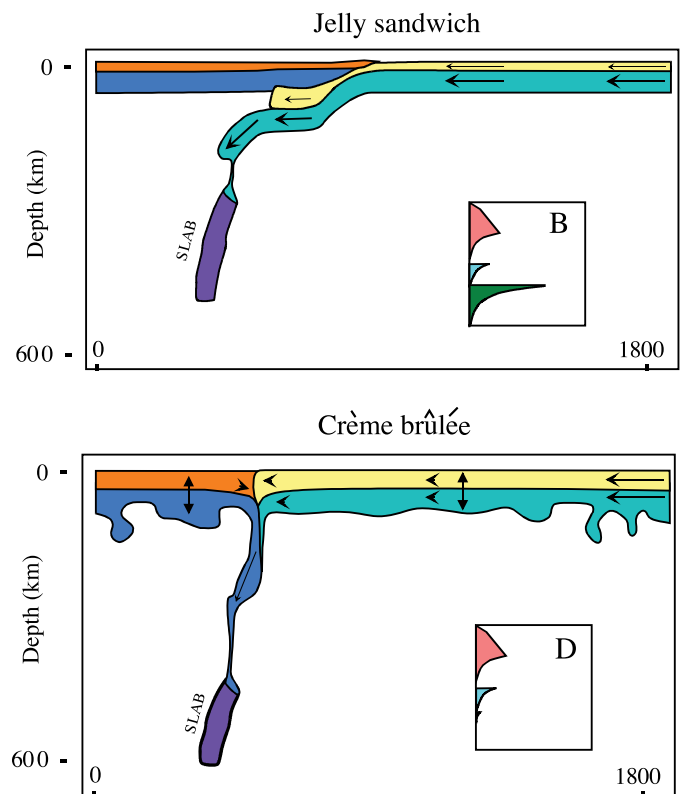 Jelly sandwich
0
Depth (km)
SLAB
B
600
0
1800
Crème brûlée
0
Depth (km)
SLAB
D
600
0
1800